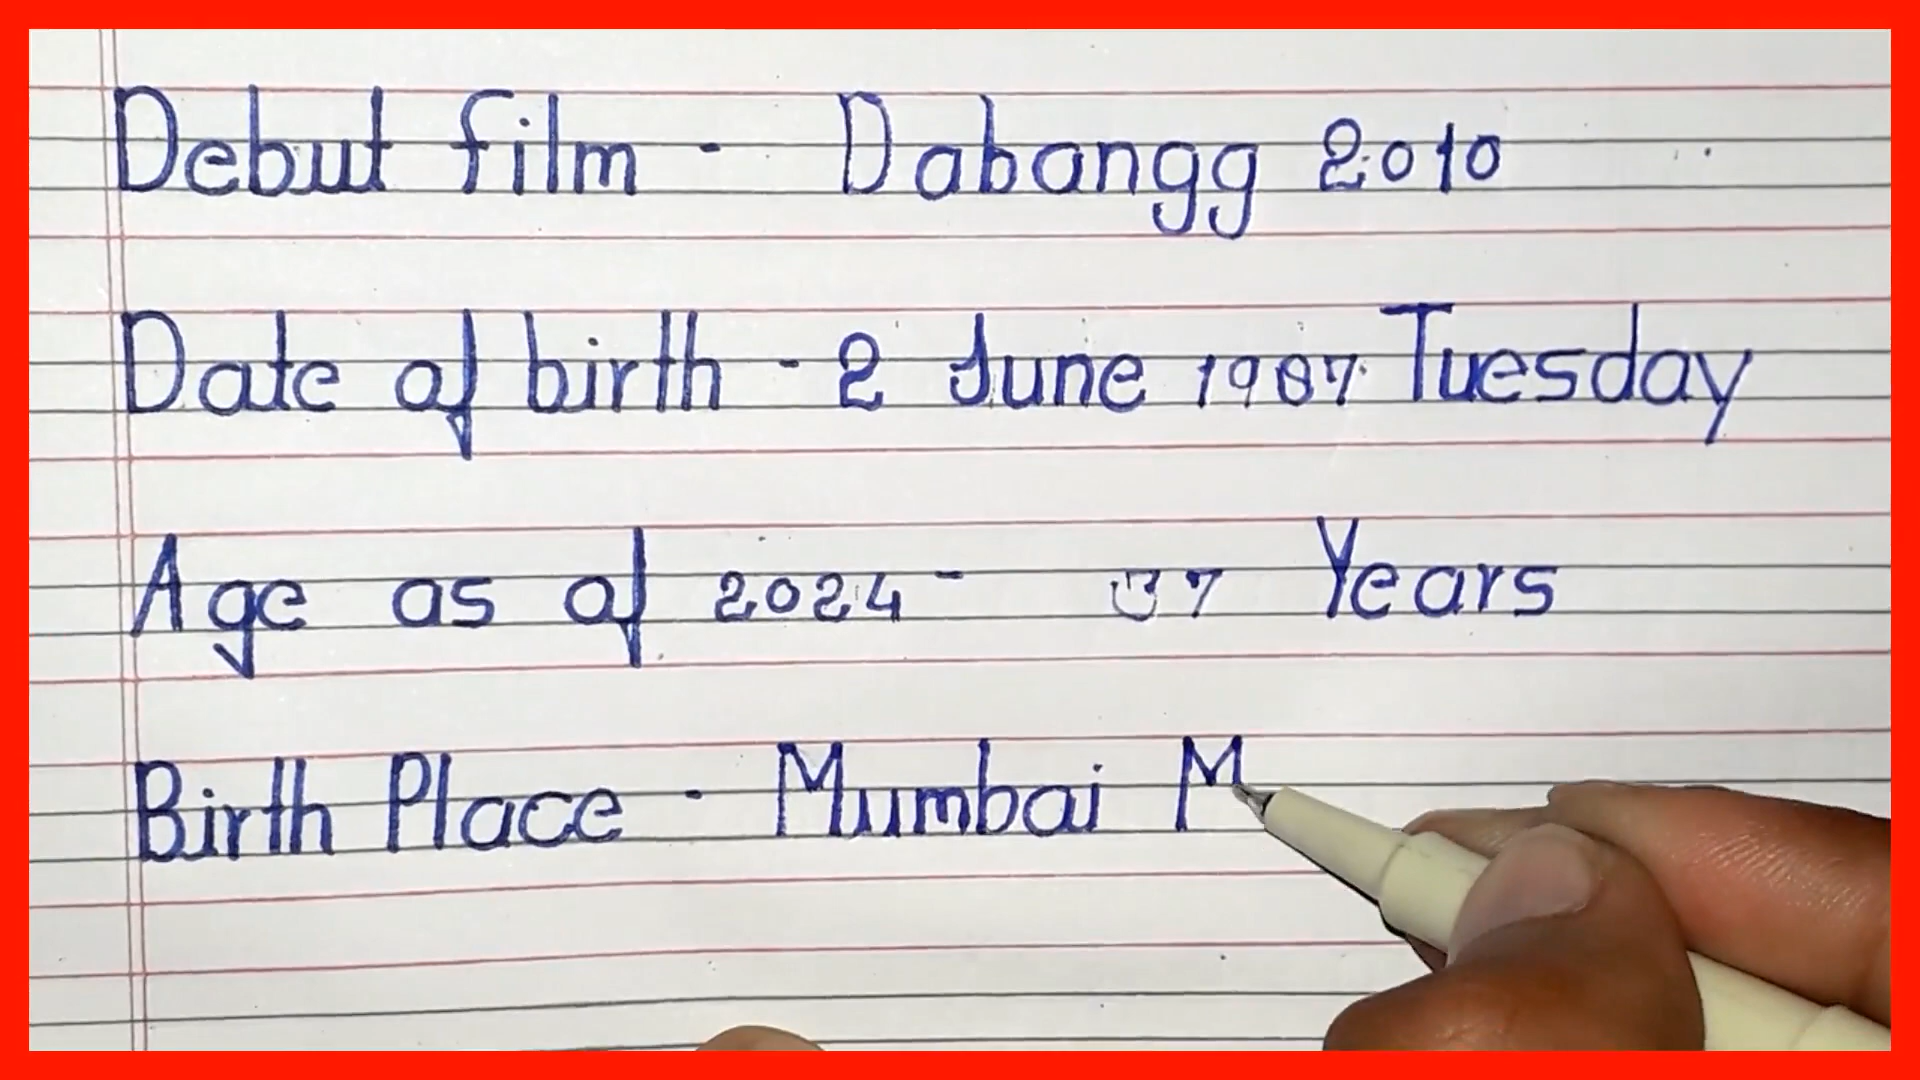 Debut film - Dabangg 2010
Date of birth - 2 June 1987 Tuesday
Age as of 2024 - 37 Years
Birth Place - Mumbai M